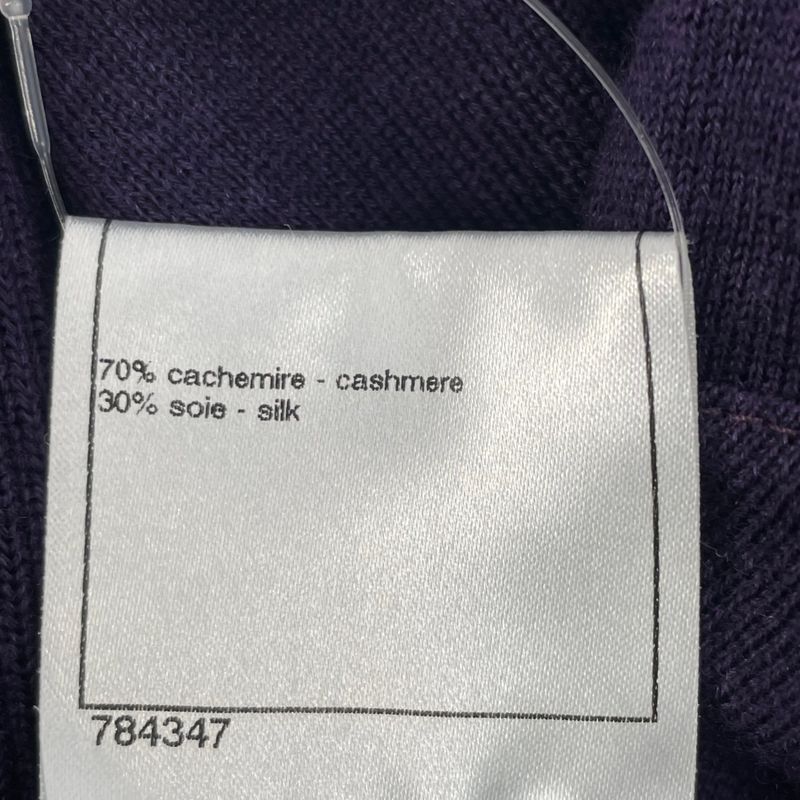 70% cachemire - cashmere
30% soie - silk
784347